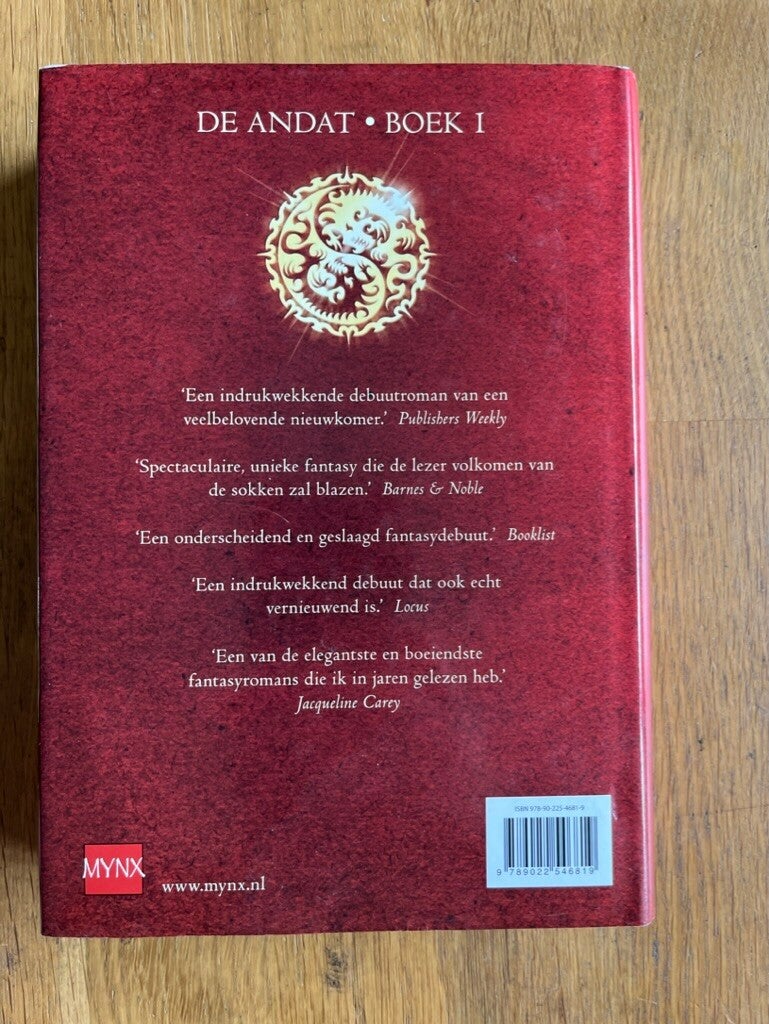 DE ANDAT • BOEK I
‘Een indrukwekkende debuutroman van een
veelbelovende nieuwkomer.’ Publishers Weekly
‘Spectaculaire, unieke fantasy die de lezer volkomen van
de sokken zal blazen.’ Barnes & Noble
‘Een onderscheidend en geslaagd fantasydebuut.’ Booklist
‘Een indrukwekkend debuut dat ook echt
vernieuwend is.’ Locus
‘Een van de elegantste en boeiendste
fantasyromans die ik in jaren gelezen heb.’
Jacqueline Carey
ISBN 978-90-225-4681-9
9 789022 546819
MYNX
www.mynx.nl